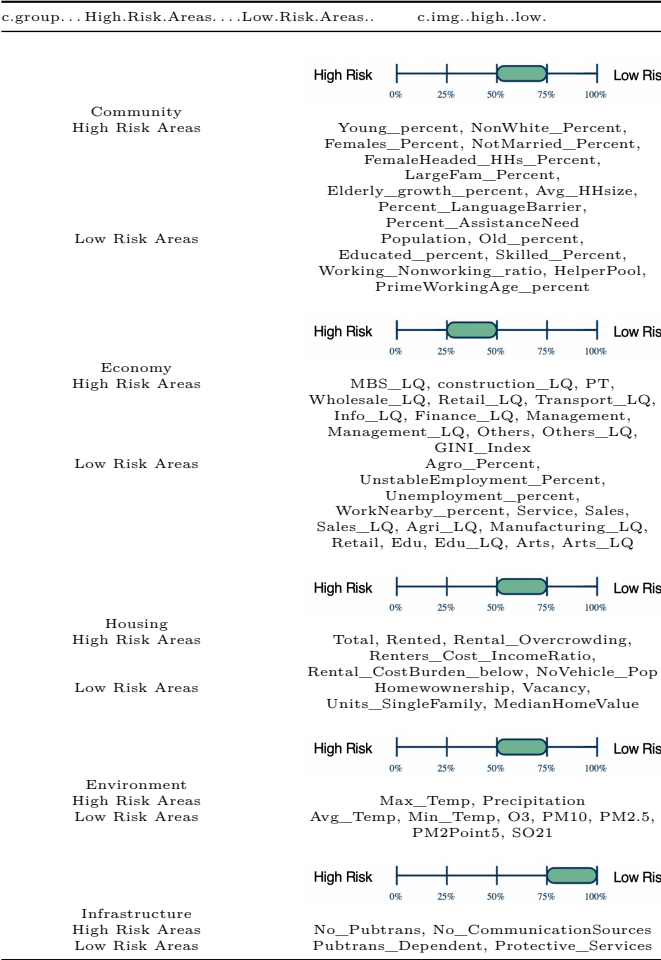 c.group... High.Risk.Areas....Low.Risk.Areas.. c.img..high..low.
High Risk Low Ris
0% 25% 50% 75% 100%
Community
High Risk Areas Young_percent, NonWhite_Percent,
Females_Percent, NotMarried_Percent,
FemaleHeaded_HHs_Percent,
LargeFam_Percent,
Elderly_growth_percent, Avg_HHsize,
Percent_LanguageBarrier,
Percent_AssistanceNeed
Low Risk Areas Population, Old_percent,
Educated_percent, Skilled_Percent,
Working_Nonworking_ratio, HelperPool,
PrimeWorkingAge_percent
High Risk Low Ris
0% 25% 50% 75% 100%
Economy
High Risk Areas MBS_LQ, construction_LQ, PT,
Wholesale_LQ, Retail_LQ, Transport_LQ,
Info_LQ, Finance_LQ, Management,
Management_LQ, Others, Others_LQ,
GINI_Index
Low Risk Areas Agro_Percent,
UnstableEmployment_Percent,
Unemployment_percent,
WorkNearby_percent, Service, Sales,
Sales_LQ, Agri_LQ, Manufacturing_LQ,
Retail, Edu, Edu_LQ, Arts, Arts_LQ
High Risk Low Ris
0% 25% 50% 75% 100%
Housing
High Risk Areas Total, Rented, Rental_Overcrowding,
Renters_Cost_IncomeRatio,
Rental_CostBurden_below, NoVehicle_Pop
Low Risk Areas Homewownership, Vacancy,
Units_SingleFamily, MedianHomeValue
High Risk Low Ris
0% 25% 50% 75% 100%
Environment
High Risk Areas Max_Temp, Precipitation
Low Risk Areas Avg_Temp, Min_Temp, O3, PM10, PM2.5,
PM2Point5, SO21
High Risk Low Ris
0% 25% 50% 75% 100%
Infrastructure
High Risk Areas No_Pubtrans, No_CommunicationSources
Low Risk Areas Pubtrans_Dependent, Protective_Services